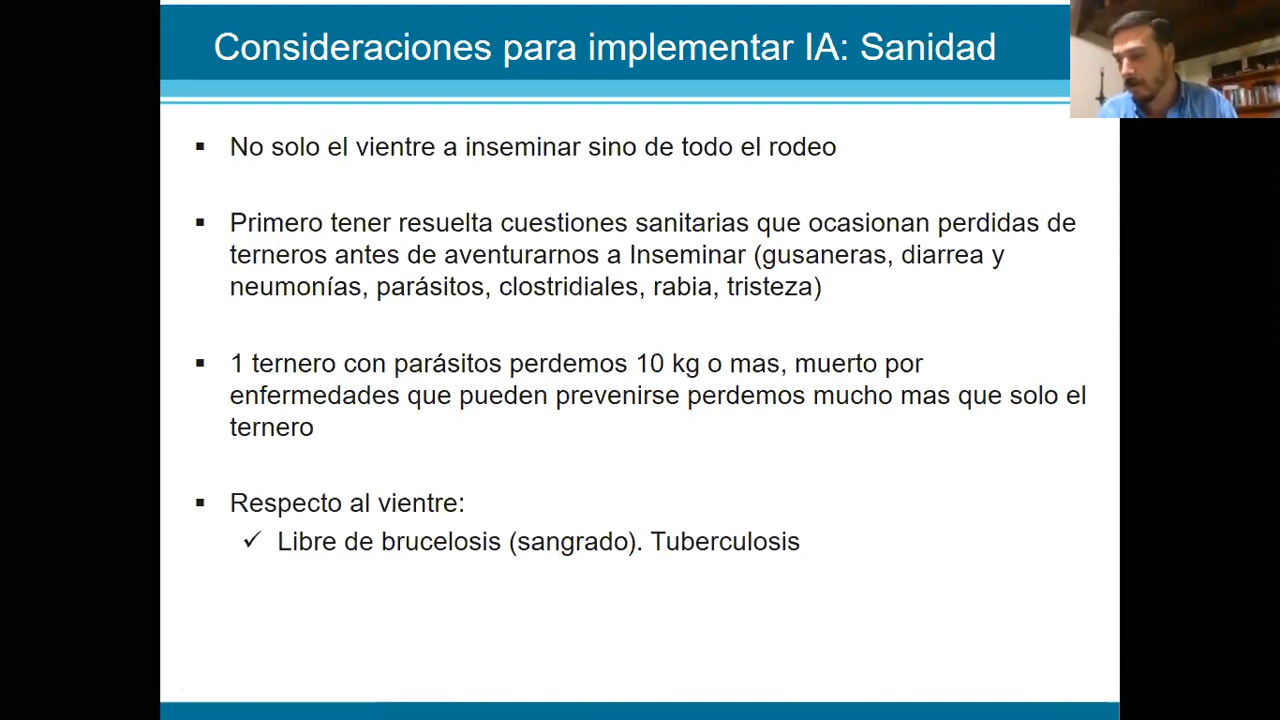 Consideraciones para implementar IA: Sanidad
▪ No solo el vientre a inseminar sino de todo el rodeo
▪ Primero tener resuelta cuestiones sanitarias que ocasionan perdidas de
terneros antes de aventurarnos a Inseminar (gusaneras, diarrea y
neumonías, parásitos, clostridiales, rabia, tristeza)
▪ 1 ternero con parásitos perdemos 10 kg o mas, muerto por
enfermedades que pueden prevenirse perdemos mucho mas que solo el
ternero
▪ Respecto al vientre:
✓ Libre de brucelosis (sangrado). Tuberculosis